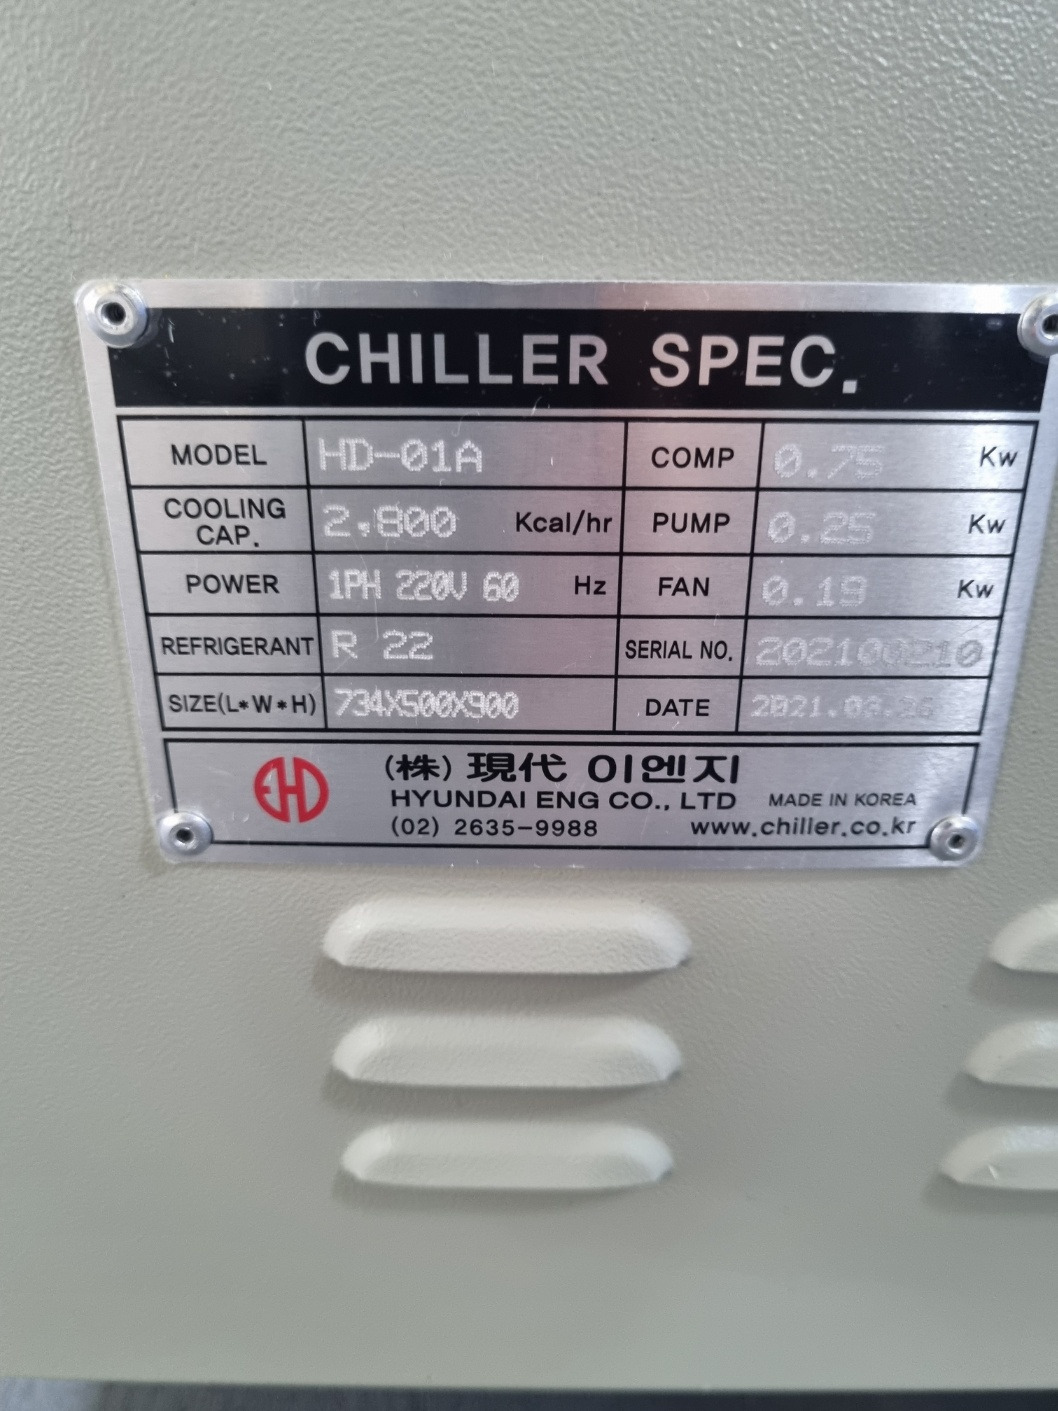 CHILLER SPEC.
MODEL HD-01A COMP 0.75 Kw
COOLING CAP. 2.800 Kcal/hr PUMP 0.25 Kw
POWER 1PH 220V 60 Hz FAN 0.19 Kw
REFRIGERANT R 22 SERIAL NO.
SIZE(L*W*H) 734X500X900 DATE
EHD
(株) 現代 이엔지
HYUNDAI ENG CO., LTD MADE IN KOREA
(02) 2635-9988 www.chiller.co.kr